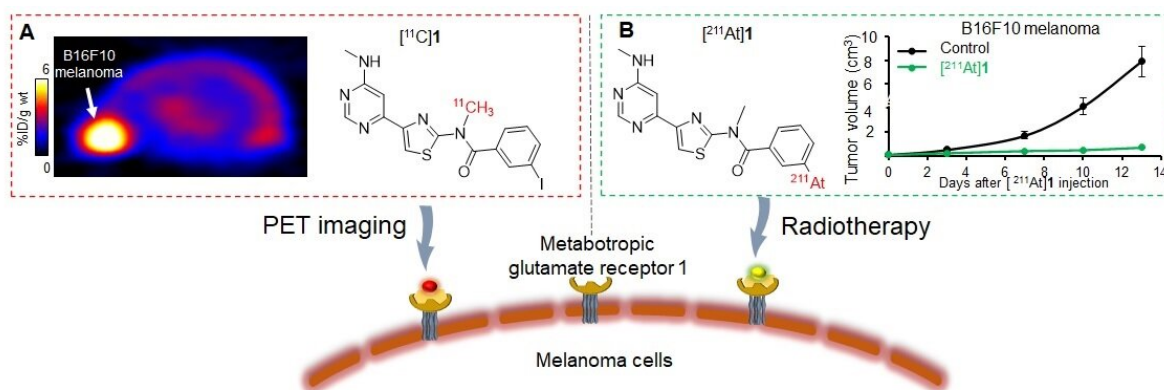 A
B16F10
melanoma
6
%ID/g wt
0
[¹¹C]1
NH
N
N
N
S
N
¹¹CH₃
O
I
PET imaging
B
[²¹¹At]1
NH
N
N
N
S
N
O
²¹¹At
B16F10 melanoma
Control
[²¹¹At]1
Tumor volume (cm³)
10
8
6
4
2
0 2 4 6 8 10 12 14
Days after [²¹¹At]1 injection
Radiotherapy
Metabotropic
glutamate receptor 1
Melanoma cells